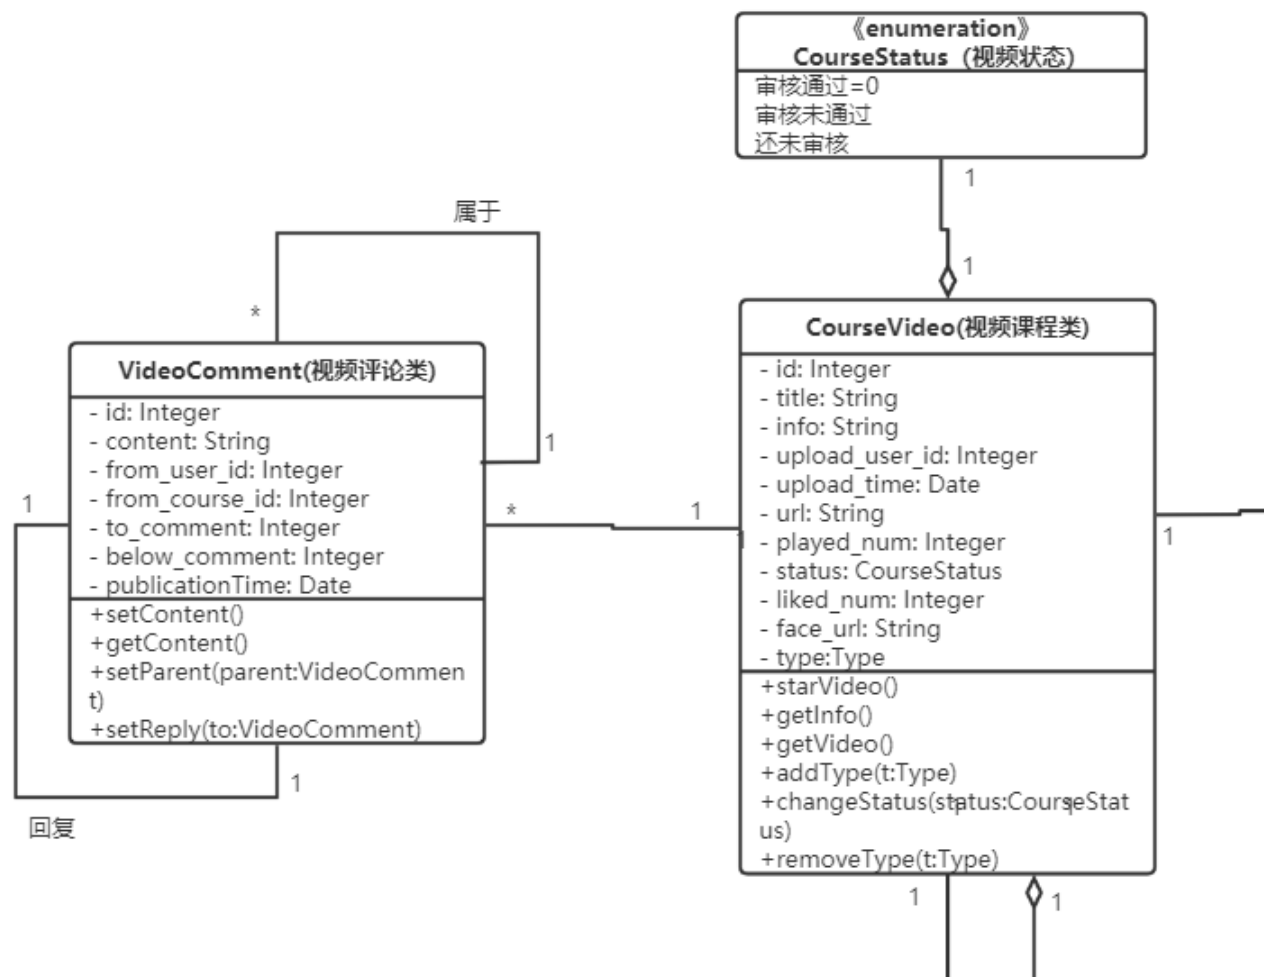 《enumeration》
CourseStatus (视频状态)
审核通过=0
审核未通过
还未审核
1
1
属于
*
1
VideoComment(视频评论类)
- id: Integer
- content: String
- from_user_id: Integer
- from_course_id: Integer
- to_comment: Integer
- below_comment: Integer
- publicationTime: Date
+setContent()
+getContent()
+setParent(parent:VideoCommen
t)
+setReply(to:VideoComment)
1
1
回复
*
1
1
CourseVideo(视频课程类)
- id: Integer
- title: String
- info: String
- upload_user_id: Integer
- upload_time: Date
- url: String
- played_num: Integer
- status: CourseStatus
- liked_num: Integer
- face_url: String
- type:Type
+starVideo()
+getInfo()
+getVideo()
+addType(t:Type)
+changeStatus(status:CourseStat
us)
+removeType(t:Type)
1
1
1